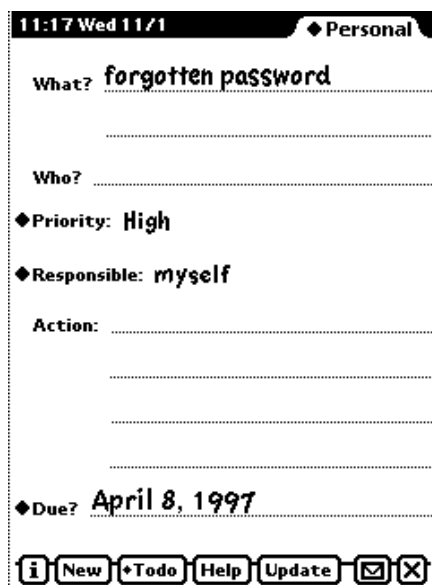 11:17 Wed 11/1 ◆Personal
What? forgotten password
Who?
◆Priority: High
◆Responsible: myself
Action:
◆Due? April 8, 1997
i New ◆Todo Help Update X